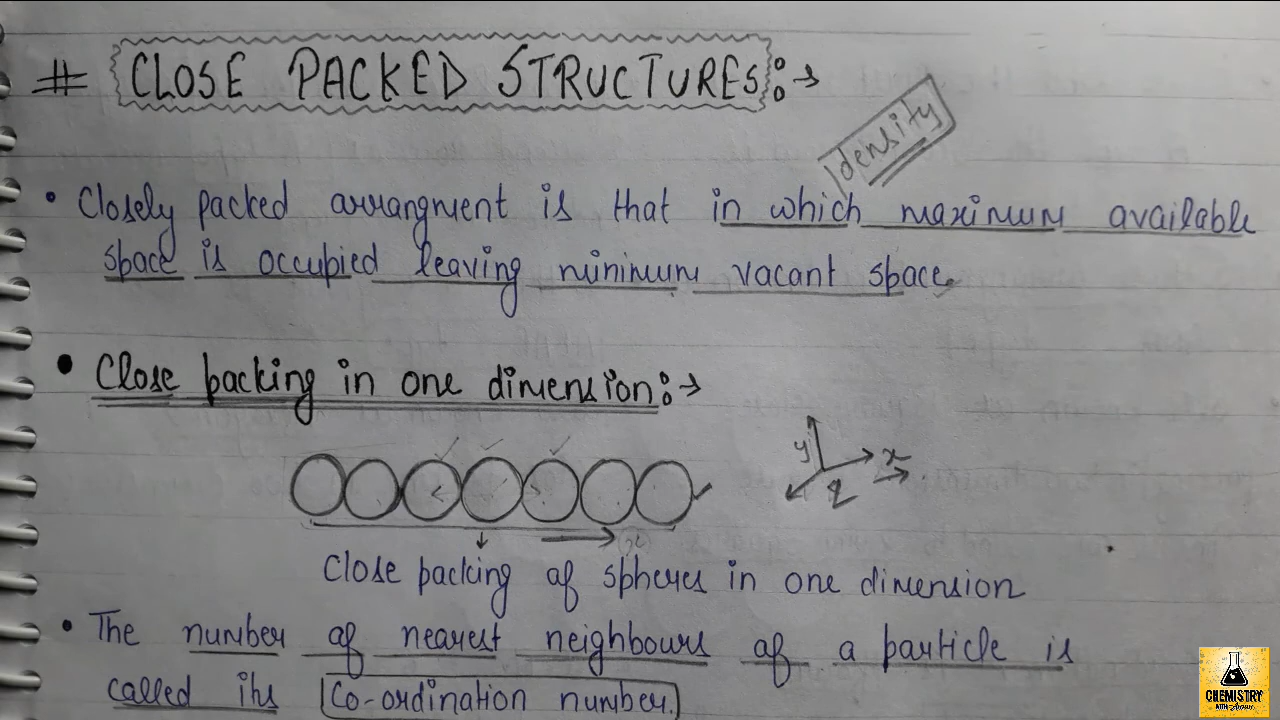 # CLOSE PACKED STRUCTURES:→
density
• Closely packed arrangment is that in which maximum available
space is occupied leaving minimum vacant space.
• Close packing in one dimension:→
y x
z
Close packing of spheres in one dimension
• The number of nearest neighbours of a particle is
called its Co-ordination number.
CHEMISTRY